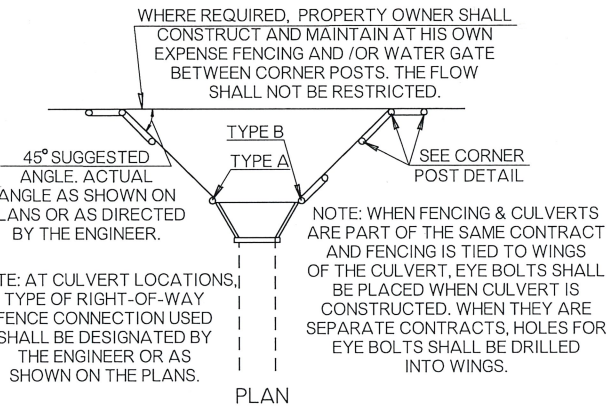 WHERE REQUIRED, PROPERTY OWNER SHALL
CONSTRUCT AND MAINTAIN AT HIS OWN
EXPENSE FENCING AND /OR WATER GATE
BETWEEN CORNER POSTS. THE FLOW
SHALL NOT BE RESTRICTED.
TYPE B
TYPE A
45° SUGGESTED
ANGLE. ACTUAL
ANGLE AS SHOWN ON
LANS OR AS DIRECTED
BY THE ENGINEER.
SEE CORNER
POST DETAIL
TE: AT CULVERT LOCATIONS,
TYPE OF RIGHT-OF-WAY
FENCE CONNECTION USED
SHALL BE DESIGNATED BY
THE ENGINEER OR AS
SHOWN ON THE PLANS.
NOTE: WHEN FENCING & CULVERTS
ARE PART OF THE SAME CONTRACT
AND FENCING IS TIED TO WINGS
OF THE CULVERT, EYE BOLTS SHALL
BE PLACED WHEN CULVERT IS
CONSTRUCTED. WHEN THEY ARE
SEPARATE CONTRACTS, HOLES FOR
EYE BOLTS SHALL BE DRILLED
INTO WINGS.
PLAN